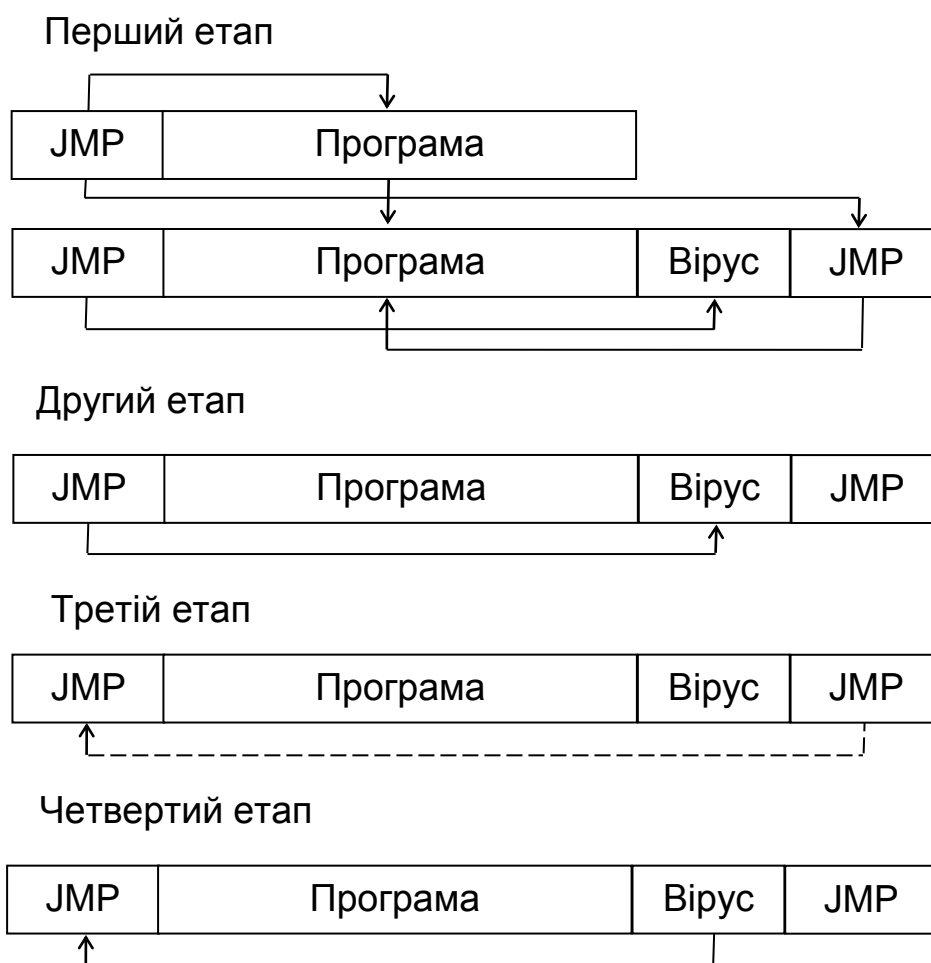 Перший етап
JMP Програма
JMP Програма Вірус JMP
Другий етап
JMP Програма Вірус JMP
Третій етап
JMP Програма Вірус JMP
Четвертий етап
JMP Програма Вірус JMP